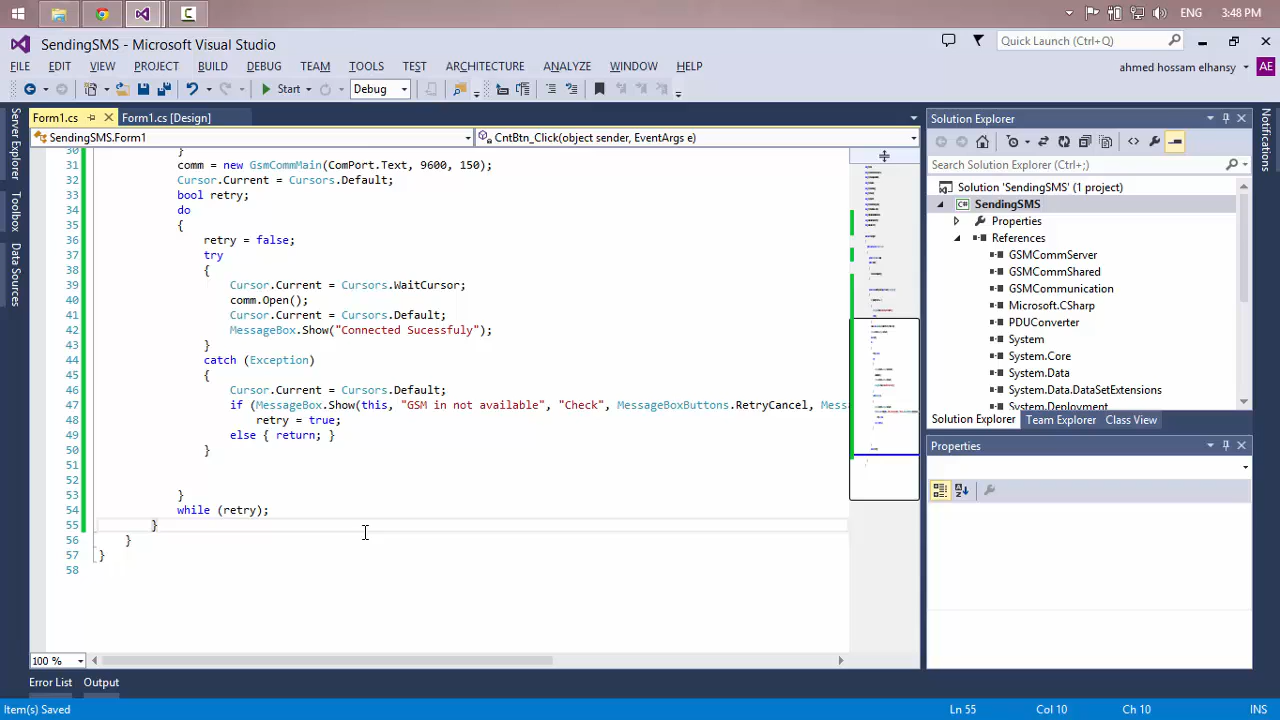 ENG
3:48 PM
SendingSMS - Microsoft Visual Studio
Quick Launch (Ctrl+Q)
FILE EDIT VIEW PROJECT BUILD DEBUG TEAM TOOLS TEST ARCHITECTURE ANALYZE WINDOW HELP
ahmed hossam elhansy AE
Start Debug
Form1.cs Form1.cs [Design]
SendingSMS.Form1 CntBtn_Click(object sender, EventArgs e)
Server Explorer
Toolbox
Data Sources
30 }
31 comm = new GsmCommMain(ComPort.Text, 9600, 150);
32 Cursor.Current = Cursors.Default;
33 bool retry;
34 do
35 {
36 retry = false;
37 try
38 {
39 Cursor.Current = Cursors.WaitCursor;
40 comm.Open();
41 Cursor.Current = Cursors.Default;
42 MessageBox.Show("Connected Sucessfuly");
43 }
44 catch (Exception)
45 {
46 Cursor.Current = Cursors.Default;
47 if (MessageBox.Show(this, "GSM in not available", "Check", MessageBoxButtons.RetryCancel, Mess
48 retry = true;
49 else { return; }
50 }
51
52
53 }
54 while (retry);
55 }
56 }
57 }
58
100 %
Solution Explorer
Search Solution Explorer (Ctrl+;)
Solution 'SendingSMS' (1 project)
SendingSMS
Properties
References
GSMCommServer
GSMCommShared
GSMCommunication
Microsoft.CSharp
PDUConverter
System
System.Core
System.Data
System.Data.DataSetExtensions
System.Deployment
Solution Explorer Team Explorer Class View
Properties
Notifications
Error List Output
Item(s) Saved Ln 55 Col 10 Ch 10 INS